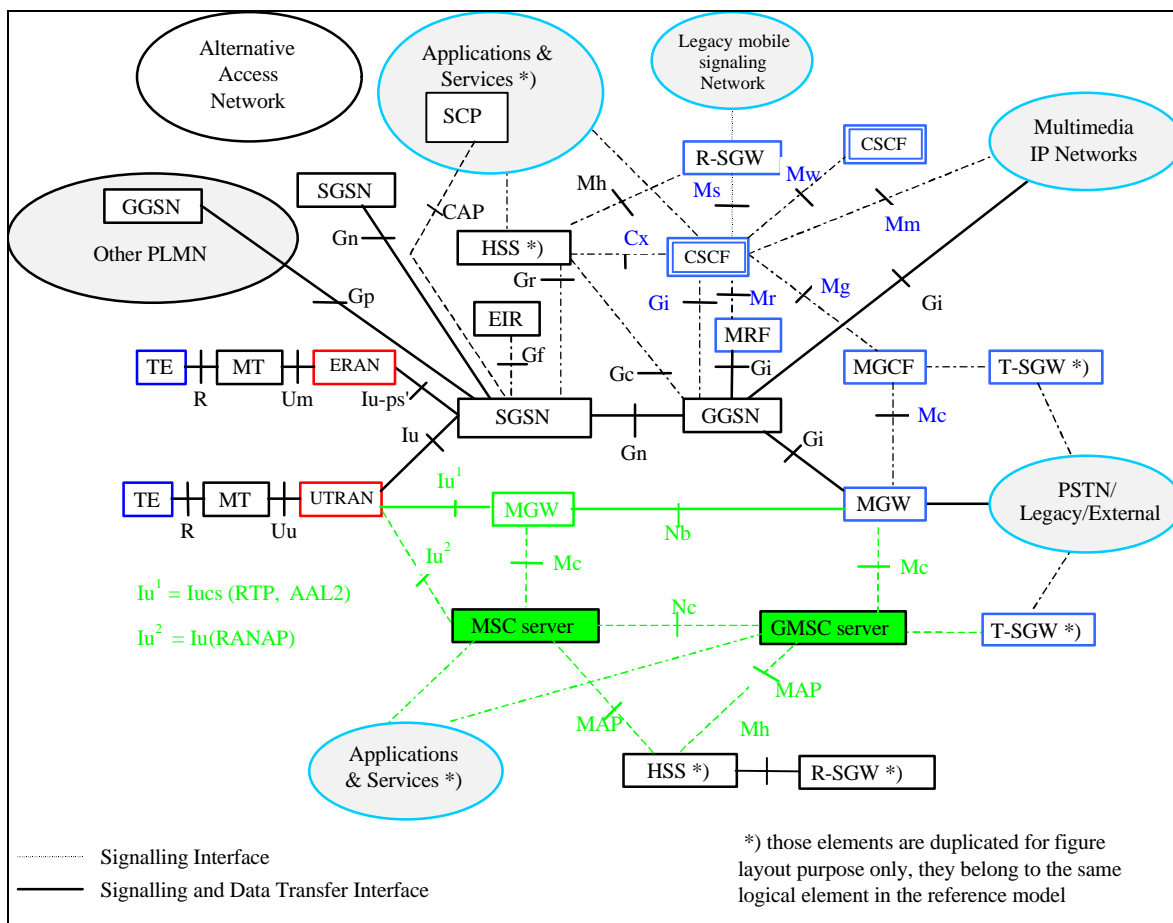 Alternative
Access
Network
Applications &
Services *)
SCP
Legacy mobile
signaling
Network
Multimedia
IP Networks
R-SGW
CSCF
Mw
Mh
Ms
Mm
SGSN
GGSN
Other PLMN
CAP
Gn
HSS *)
Cx
CSCF
Gr
Gp
Gi
Mr
Mg
Gi
EIR
MRF
Gf
Gc
Gi
TE
MT
ERAN
R
Um
Iu-ps'
MGCF
T-SGW *)
SGSN
GGSN
Mc
Iu
Gn
Gi
Iu1
TE
MT
UTRAN
R
Uu
MGW
MGW
Nb
PSTN/
Legacy/External
Iu2
Mc
Mc
Iu1 = Iucs (RTP, AAL2)
Iu2 = Iu(RANAP)
MSC server
Nc
GMSC server
T-SGW *)
MAP
MAP
Mh
Applications
& Services *)
HSS *)
R-SGW *)
Signalling Interface
Signalling and Data Transfer Interface
*) those elements are duplicated for figure
layout purpose only, they belong to the same
logical element in the reference model